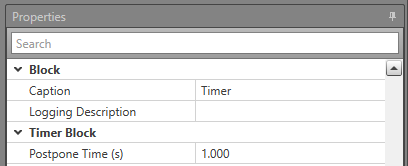 Properties
Search
Block
Caption Timer
Logging Description
Timer Block
Postpone Time (s) 1.000